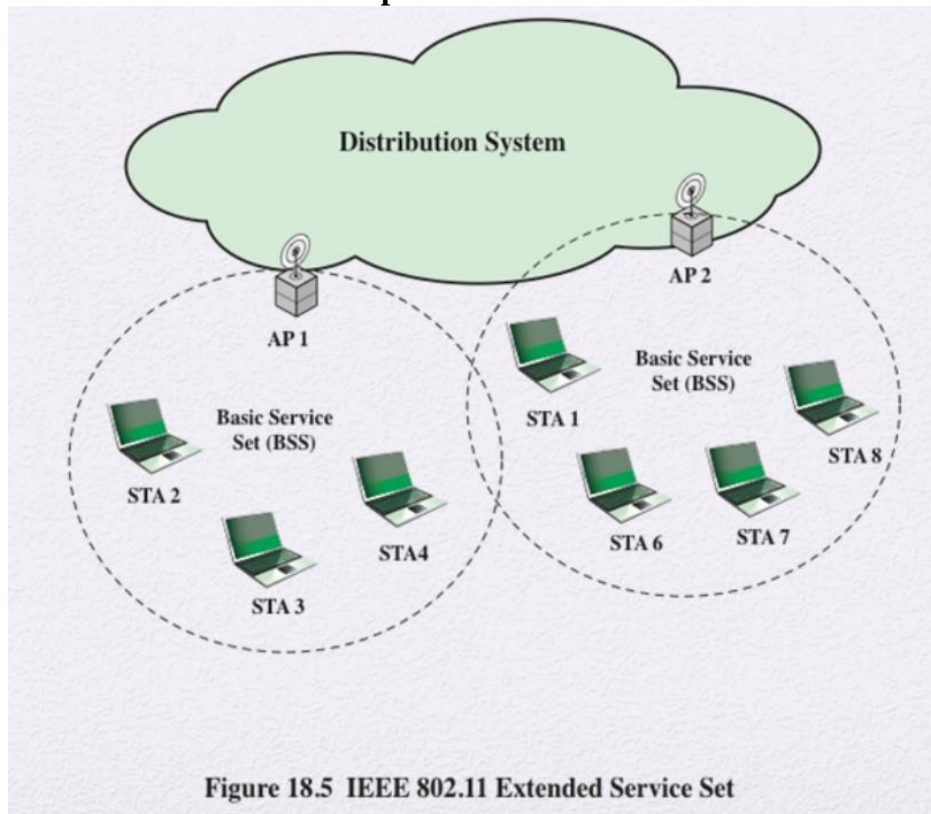 Distribution System
AP 2
AP 1
Basic Service
Set (BSS)
STA 1
STA 8
Basic Service
Set (BSS)
STA 2
STA 6
STA 7
STA4
STA 3
Figure 18.5 IEEE 802.11 Extended Service Set